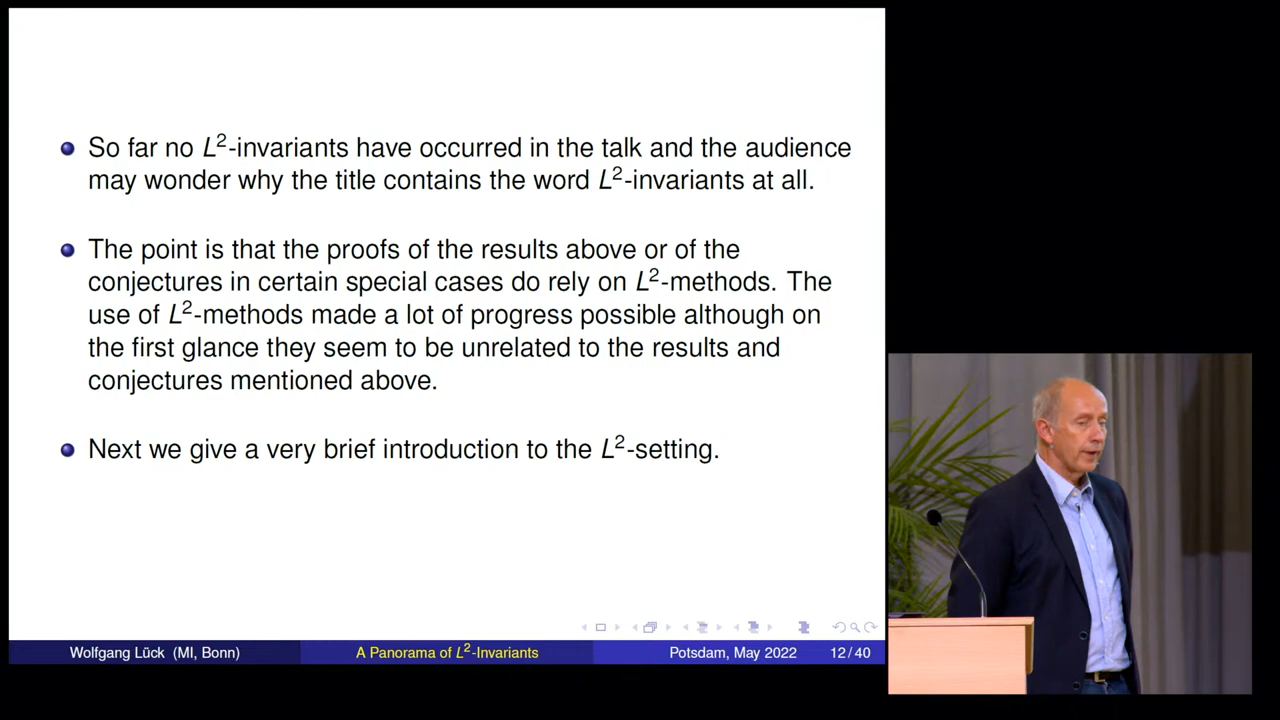 So far no L²-invariants have occurred in the talk and the audience
may wonder why the title contains the word L²-invariants at all.
The point is that the proofs of the results above or of the
conjectures in certain special cases do rely on L²-methods. The
use of L²-methods made a lot of progress possible although on
the first glance they seem to be unrelated to the results and
conjectures mentioned above.
Next we give a very brief introduction to the L²-setting.
Wolfgang Lück (MI, Bonn) A Panorama of L²-Invariants Potsdam, May 2022 12/40